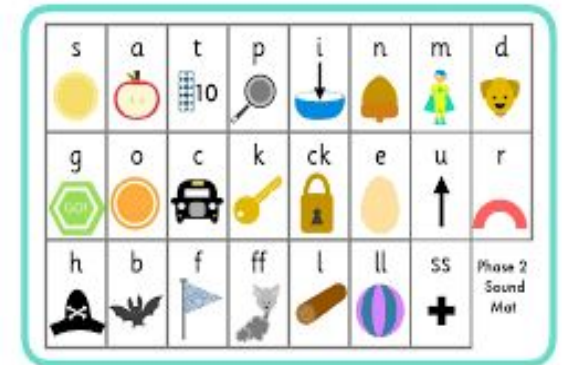 s a t p i n m d
10
g o c k ck e u r
GO!
h b f ff l ll ss Phase 2
Sound
Mat